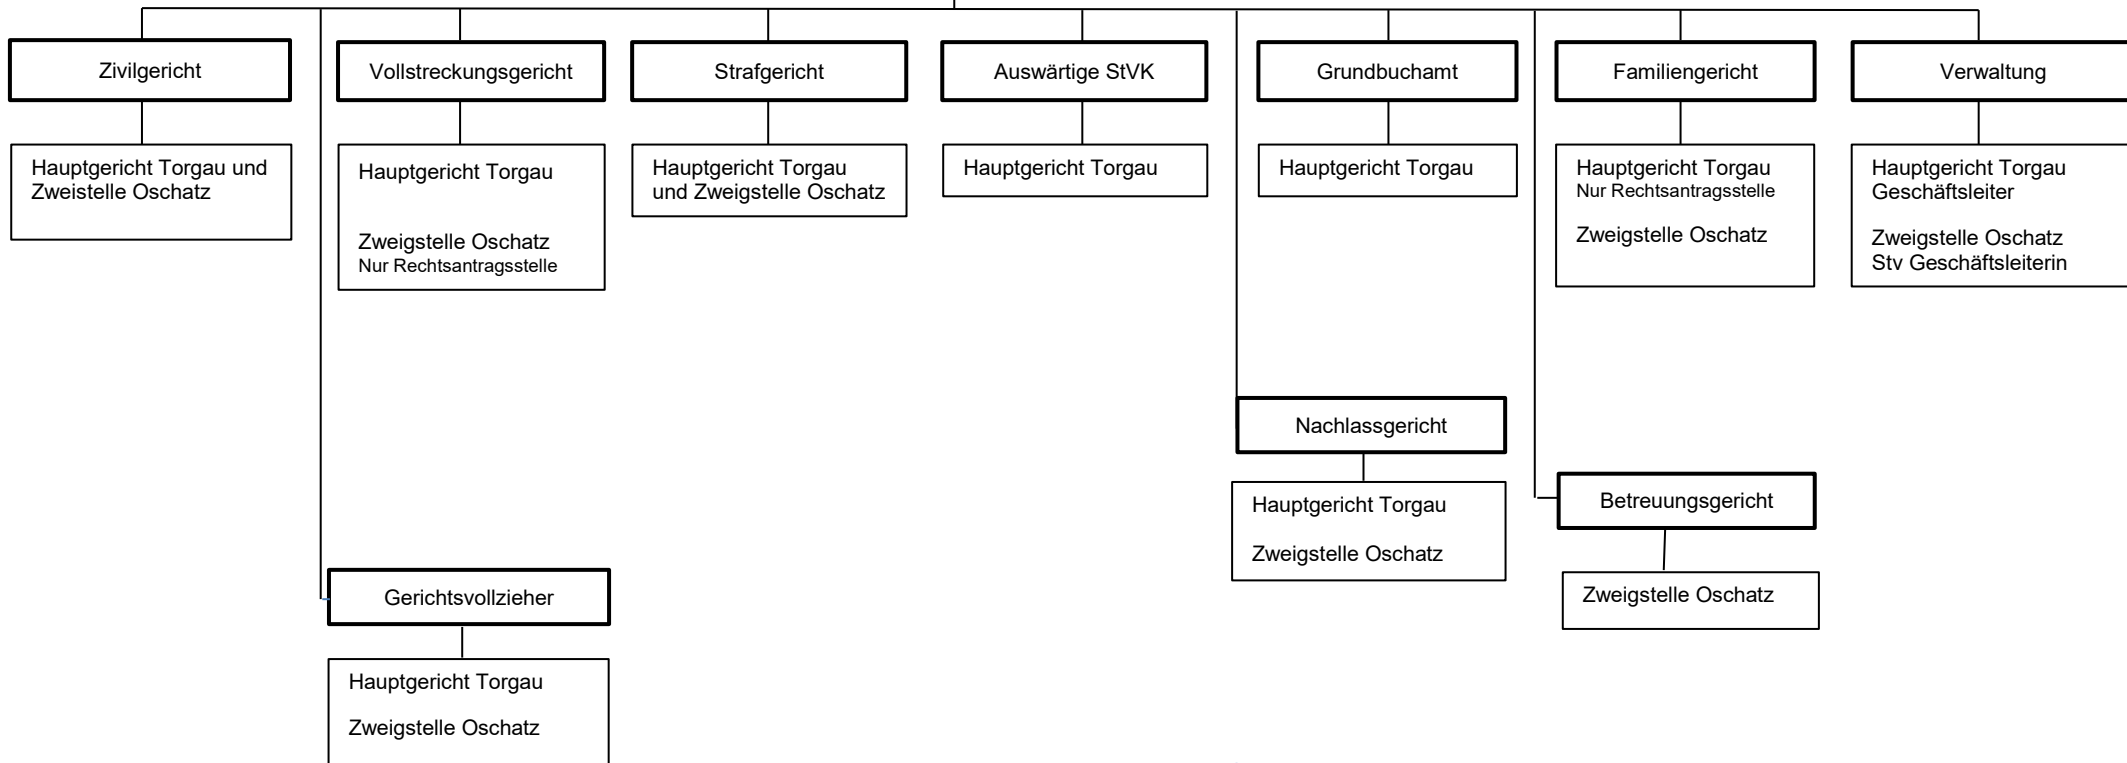 Zivilgericht
Vollstreckungsgericht
Strafgericht
Auswärtige StVK
Grundbuchamt
Familiengericht
Verwaltung
Hauptgericht Torgau und
Zweistelle Oschatz
Hauptgericht Torgau
Zweigstelle Oschatz
Nur Rechtsantragsstelle
Hauptgericht Torgau
und Zweigstelle Oschatz
Hauptgericht Torgau
Hauptgericht Torgau
Hauptgericht Torgau
Nur Rechtsantragsstelle
Zweigstelle Oschatz
Hauptgericht Torgau
Geschäftsleiter
Zweigstelle Oschatz
Stv Geschäftsleiterin
Nachlassgericht
Hauptgericht Torgau
Zweigstelle Oschatz
Betreuungsgericht
Zweigstelle Oschatz
Gerichtsvollzieher
Hauptgericht Torgau
Zweigstelle Oschatz